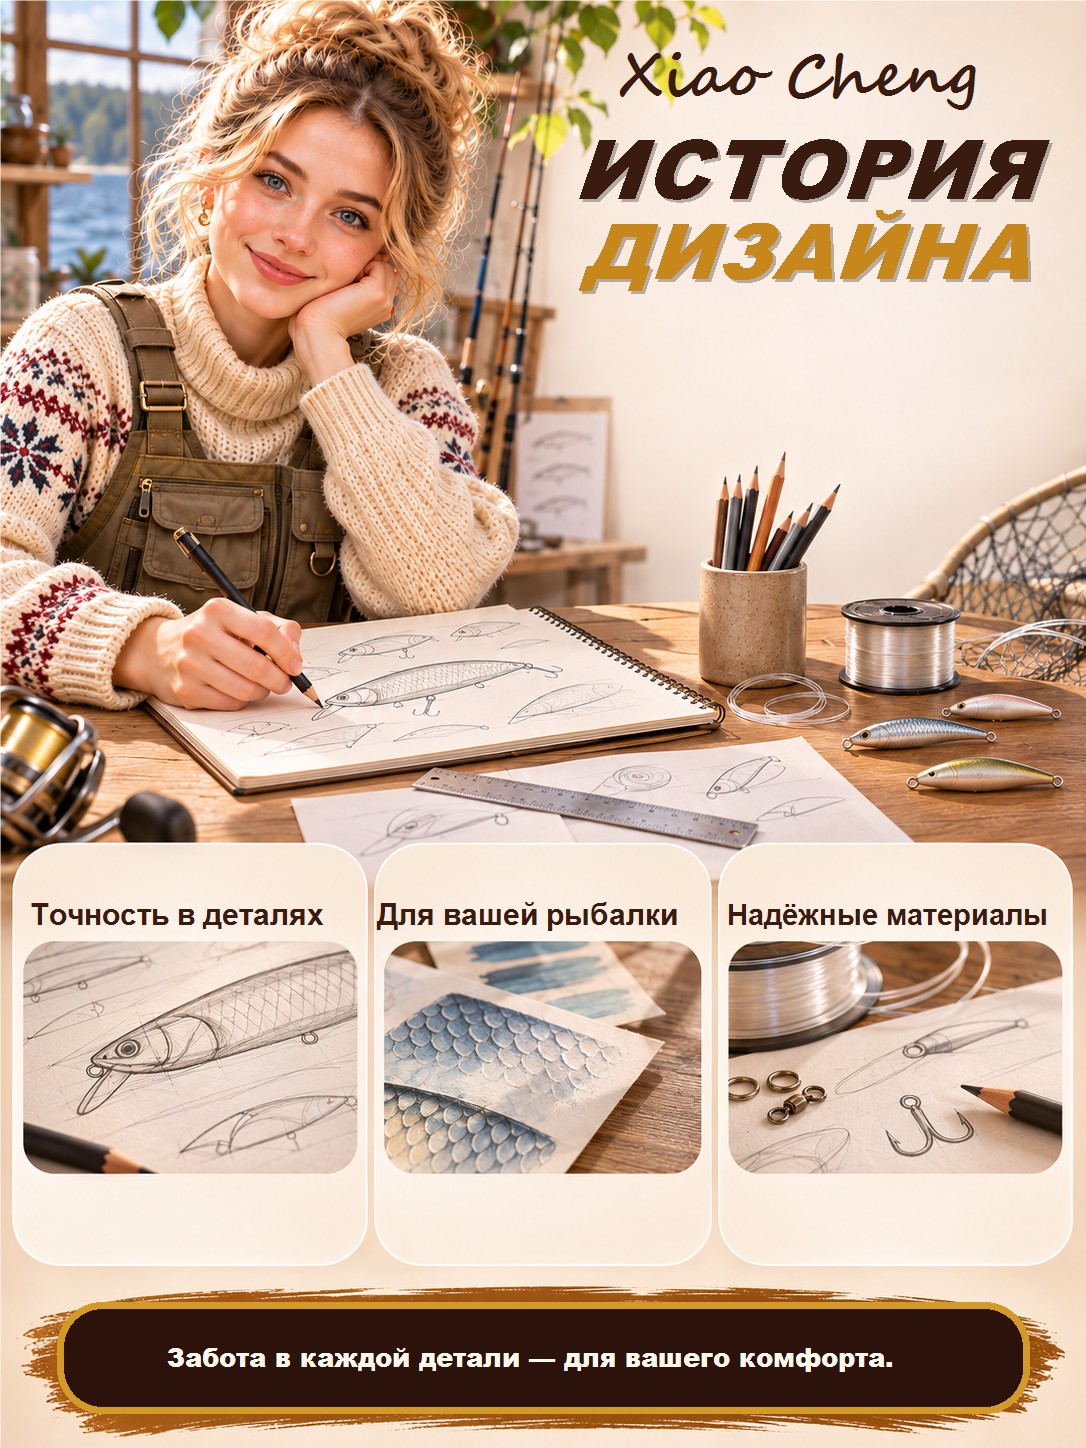 Xiao Cheng
ИСТОРИЯ
ДИЗАЙНА
Точность в деталях
Для вашей рыбалки
Надёжные материалы
Забота в каждой детали — для вашего комфорта.